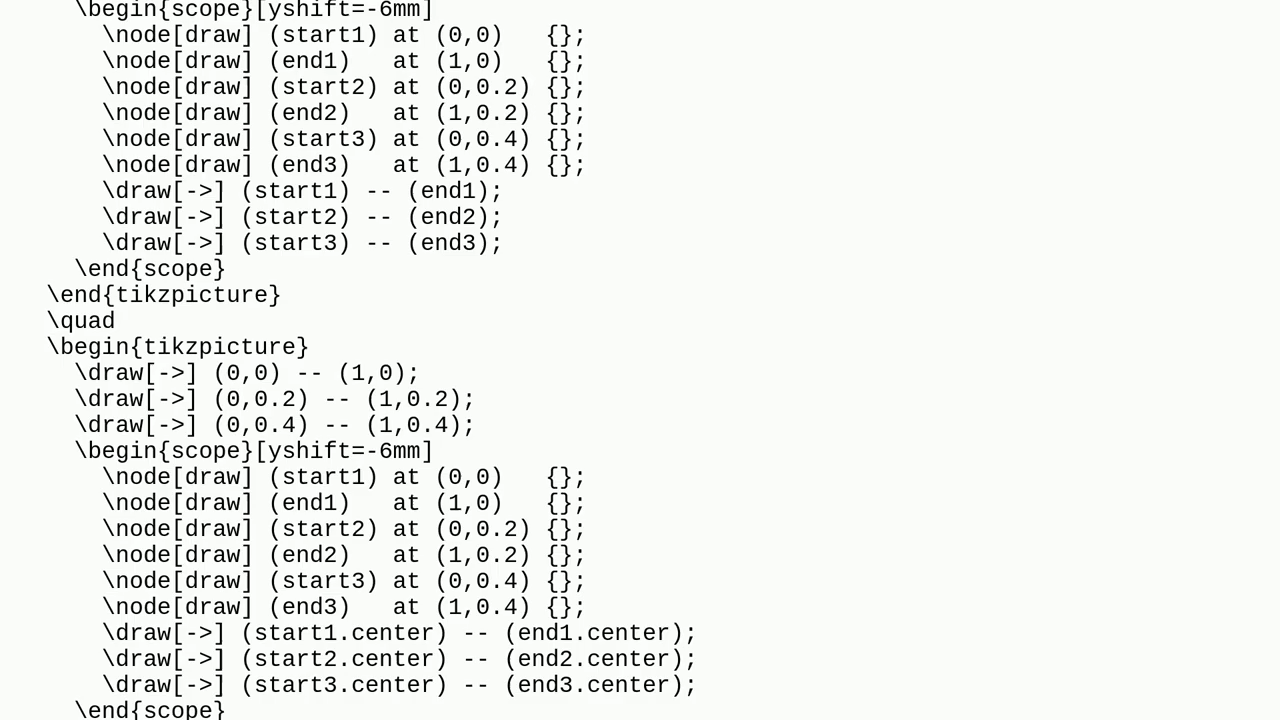 \begin{scope}[yshift=-6mm]
\node[draw] (start1) at (0,0)   {};
\node[draw] (end1)   at (1,0)   {};
\node[draw] (start2) at (0,0.2) {};
\node[draw] (end2)   at (1,0.2) {};
\node[draw] (start3) at (0,0.4) {};
\node[draw] (end3)   at (1,0.4) {};
\draw[->] (start1) -- (end1);
\draw[->] (start2) -- (end2);
\draw[->] (start3) -- (end3);
\end{scope}
\end{tikzpicture}
\quad
\begin{tikzpicture}
\draw[->] (0,0) -- (1,0);
\draw[->] (0,0.2) -- (1,0.2);
\draw[->] (0,0.4) -- (1,0.4);
\begin{scope}[yshift=-6mm]
\node[draw] (start1) at (0,0)   {};
\node[draw] (end1)   at (1,0)   {};
\node[draw] (start2) at (0,0.2) {};
\node[draw] (end2)   at (1,0.2) {};
\node[draw] (start3) at (0,0.4) {};
\node[draw] (end3)   at (1,0.4) {};
\draw[->] (start1.center) -- (end1.center);
\draw[->] (start2.center) -- (end2.center);
\draw[->] (start3.center) -- (end3.center);
\end{scope}